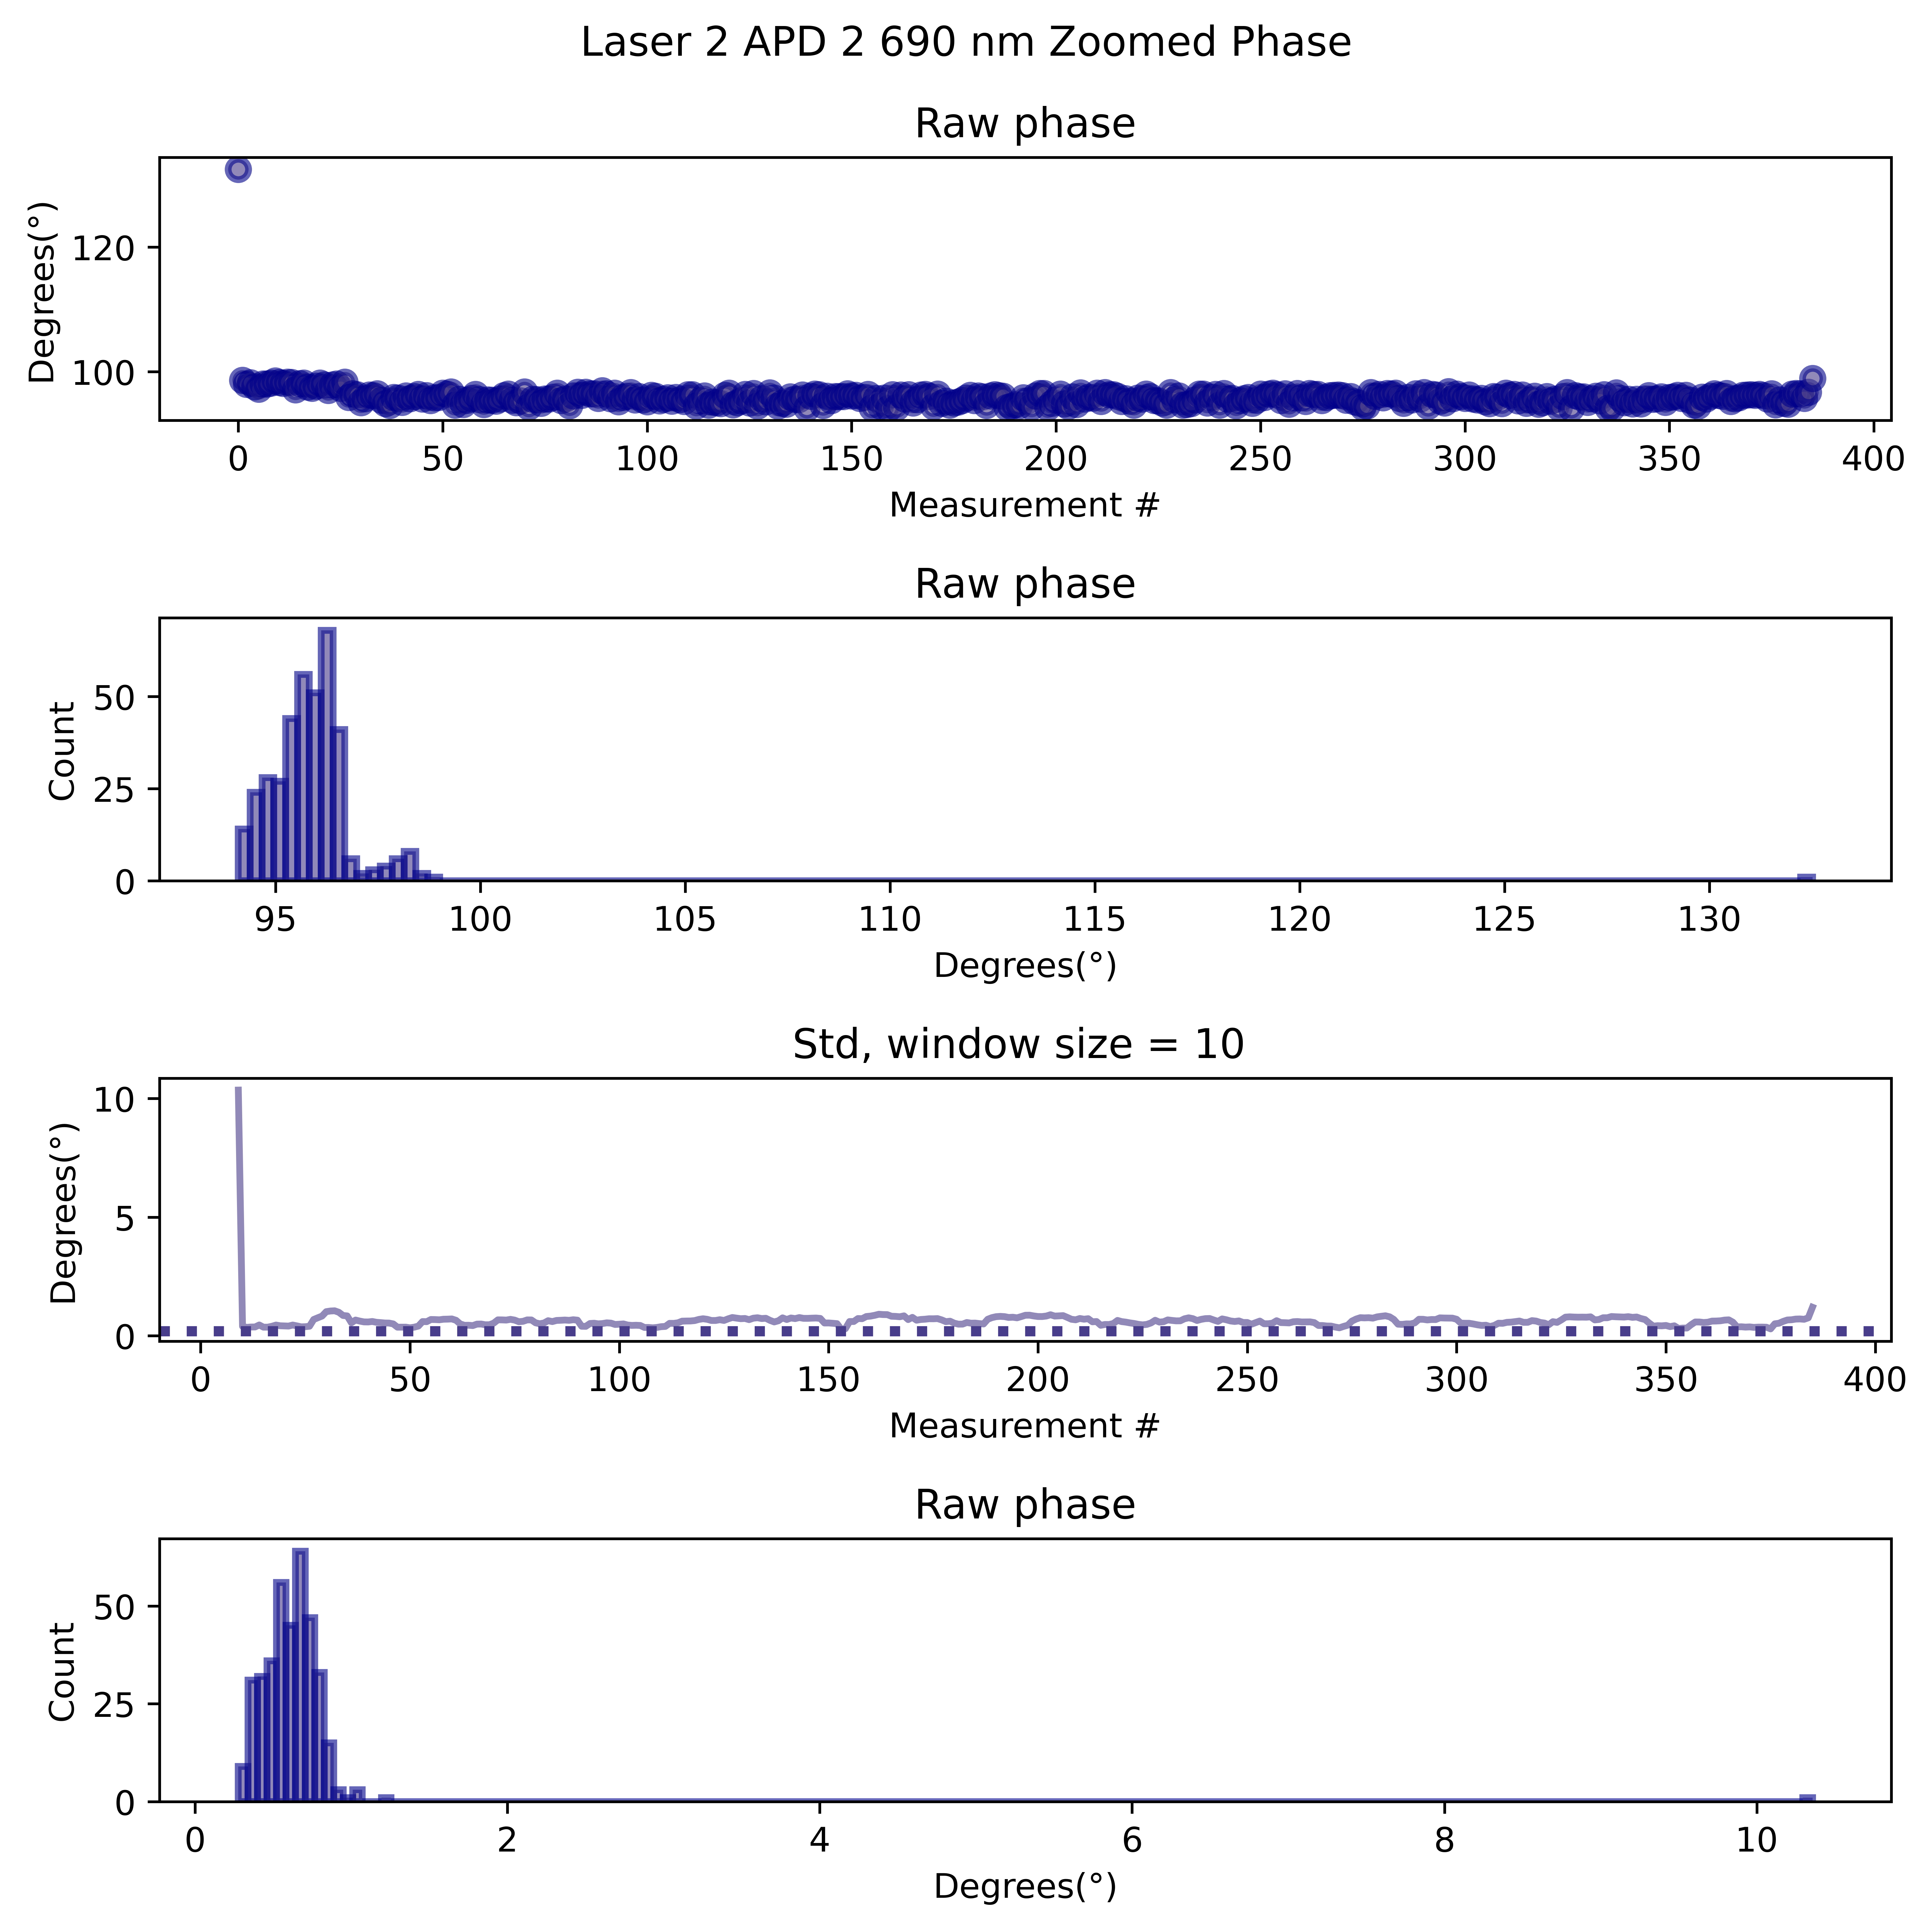 Laser 2 APD 2 690 nm Zoomed Phase
Raw phase
Degrees(°)
120
100
0 50 100 150 200 250 300 350 400
Measurement #
Raw phase
Count
50
25
0
95 100 105 110 115 120 125 130
Degrees(°)
Std, window size = 10
Degrees(°)
10
5
0
0 50 100 150 200 250 300 350 400
Measurement #
Raw phase
Count
50
25
0
0 2 4 6 8 10
Degrees(°)